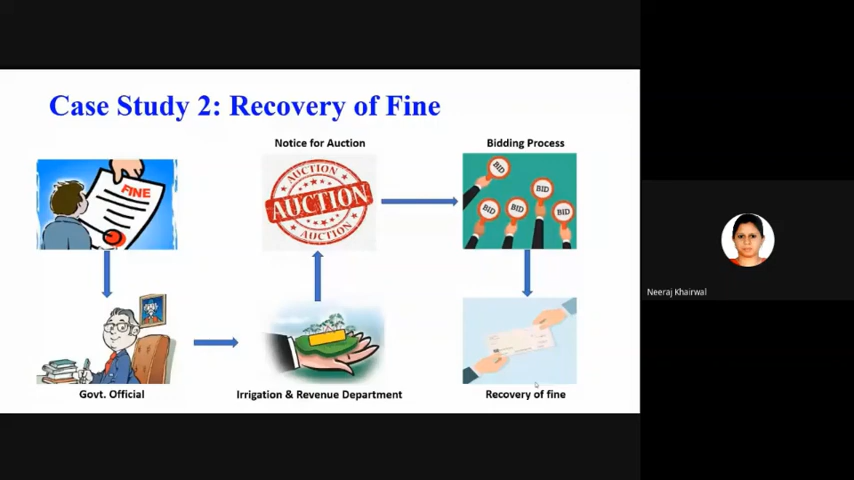 Case Study 2: Recovery of Fine
Notice for Auction
Bidding Process
FINE
AUCTION
AUCTION
AUCTION
BID
BID
BID
BID
BID
Neeraj Khairwal
Govt. Official
Irrigation & Revenue Department
Recovery of fine